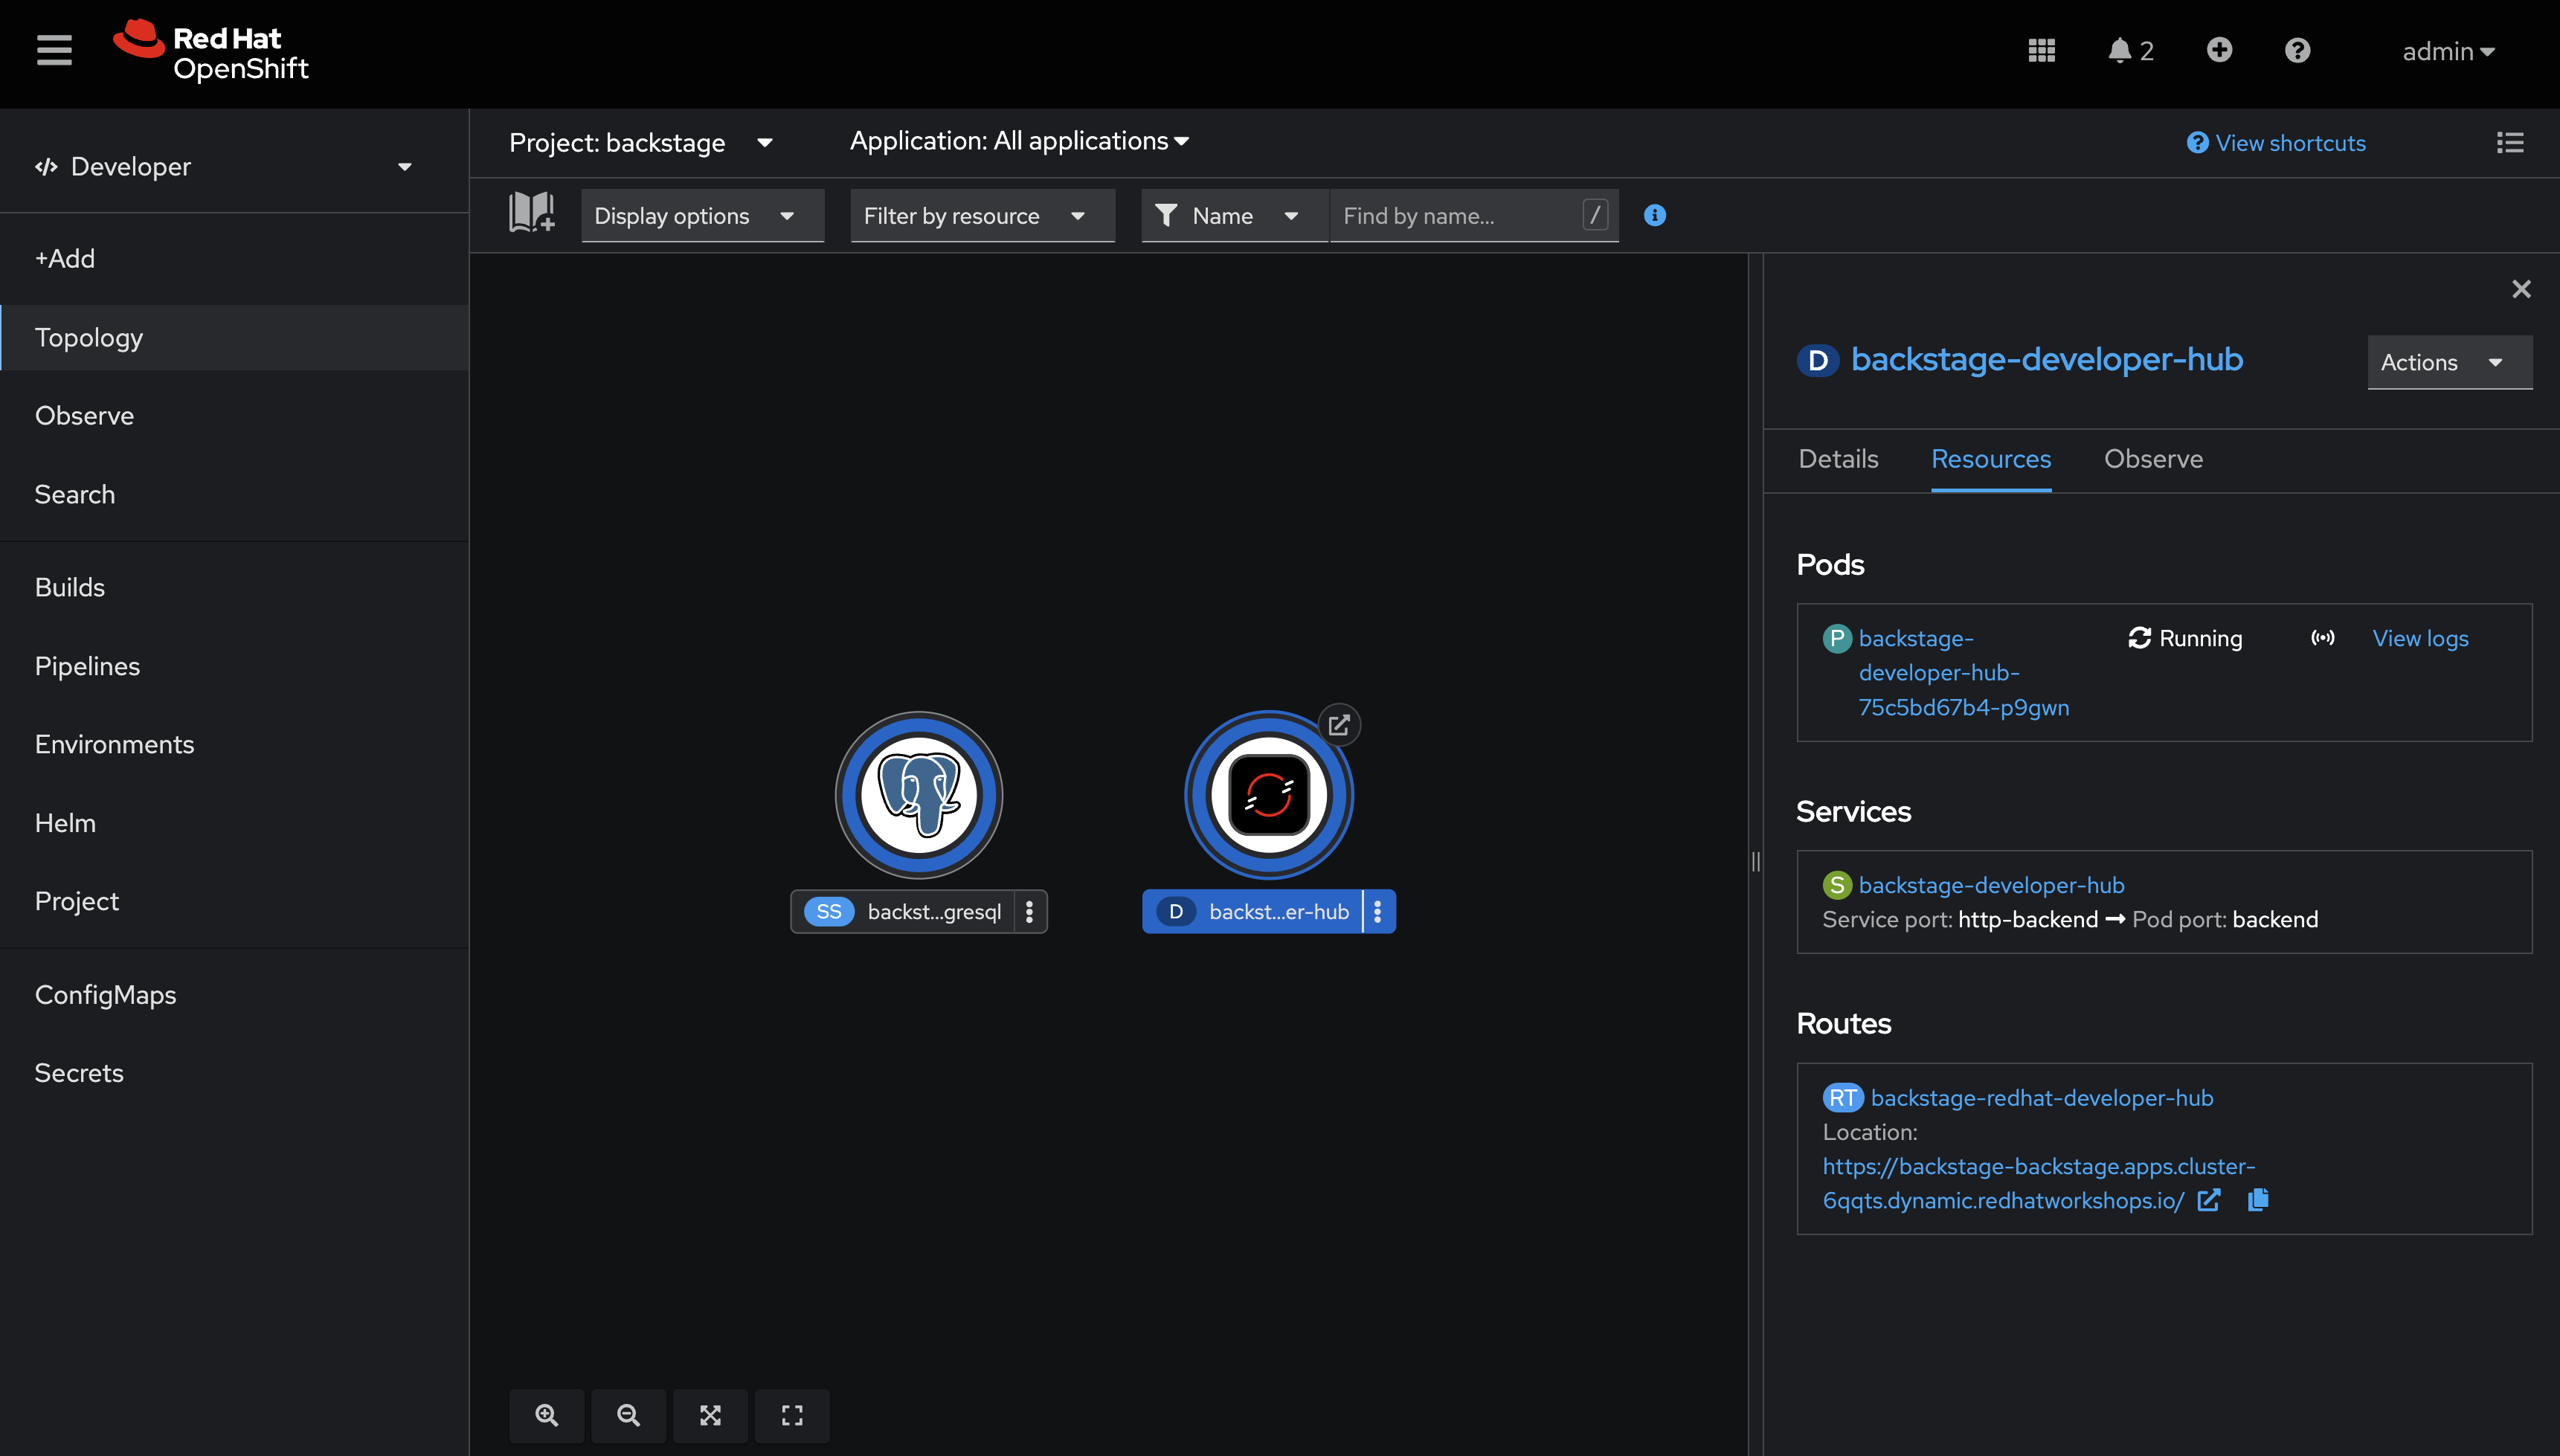 Red Hat
OpenShift
2
admin
Developer
+Add
Topology
Observe
Search
Builds
Pipelines
Environments
Helm
Project
ConfigMaps
Secrets
Project: backstage
Application: All applications
View shortcuts
Display options
Filter by resource
Name
Find by name...
/
SS backst...gresql
D backst...er-hub
D backstage-developer-hub
Actions
Details
Resources
Observe
Pods
P backstage-
developer-hub-
75c5bd67b4-p9gwn
Running
View logs
Services
S backstage-developer-hub
Service port: http-backend → Pod port: backend
Routes
RT backstage-redhat-developer-hub
Location:
https://backstage-backstage.apps.cluster-
6qqts.dynamic.redhatworkshops.io/